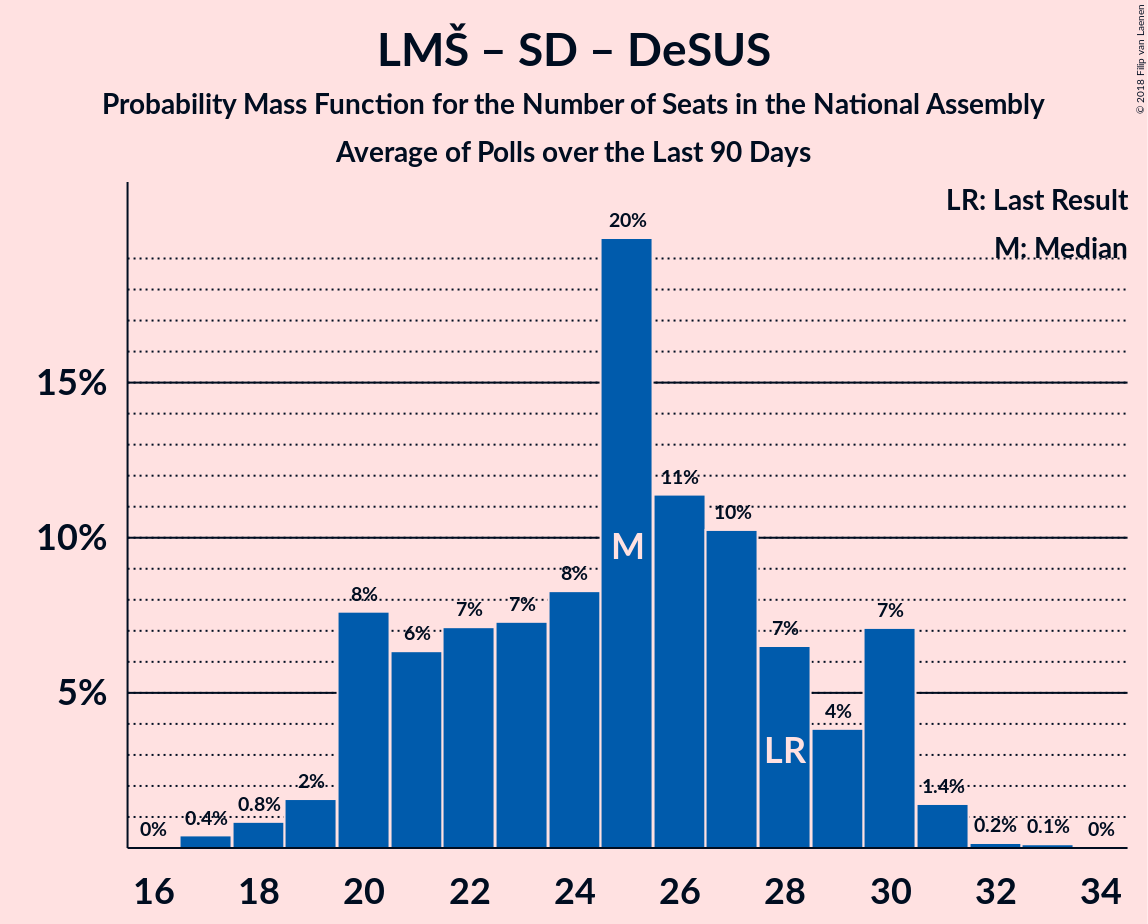 LMŠ – SD – DeSUS
Probability Mass Function for the Number of Seats in the National Assembly
Average of Polls over the Last 90 Days
© 2018 Filip van Laenen
LR: Last Result
M: Median
15%
10%
5%
0%
0.4%
0.8%
2%
8%
6%
7%
7%
8%
20%
11%
10%
7%
4%
7%
1.4%
0.2%
0.1%
0%
M
LR
16 18 20 22 24 26 28 30 32 34